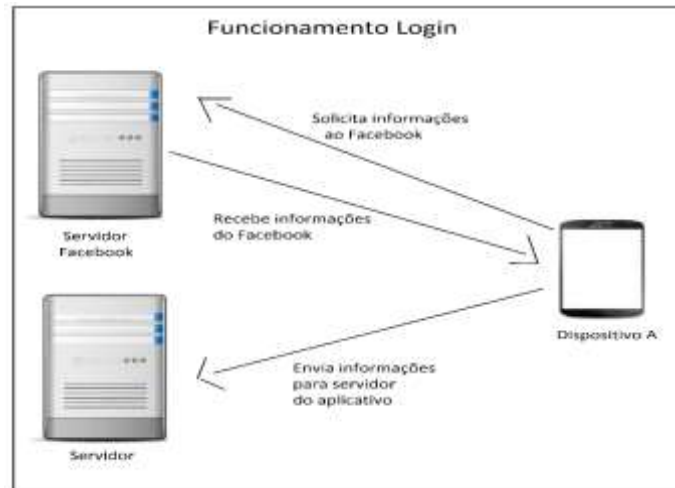 Funcionamento Login
Solicita informações
ao Facebook
Recebe informações
do Facebook
Servidor
Facebook
Dispositivo A
Envia informações
para servidor
do aplicativo
Servidor